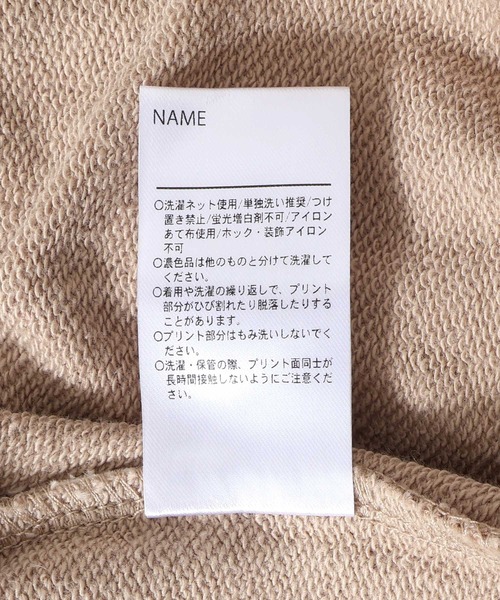 NAME
○洗濯ネット使用/単独洗い推奨/つけ
置き禁止/蛍光増白剤不可/アイロン
あて布使用/ホック・装飾アイロン
不可
○濃色品は他のものと分けて洗濯して
ください。
○着用や洗濯の繰り返しで、プリント
部分がひび割れたり脱落したりする
ことがあります。
○プリント部分はもみ洗いしないでく
ださい。
○洗濯・保管の際、プリント面同士が
長時間接触しないようにご注意くだ
さい。